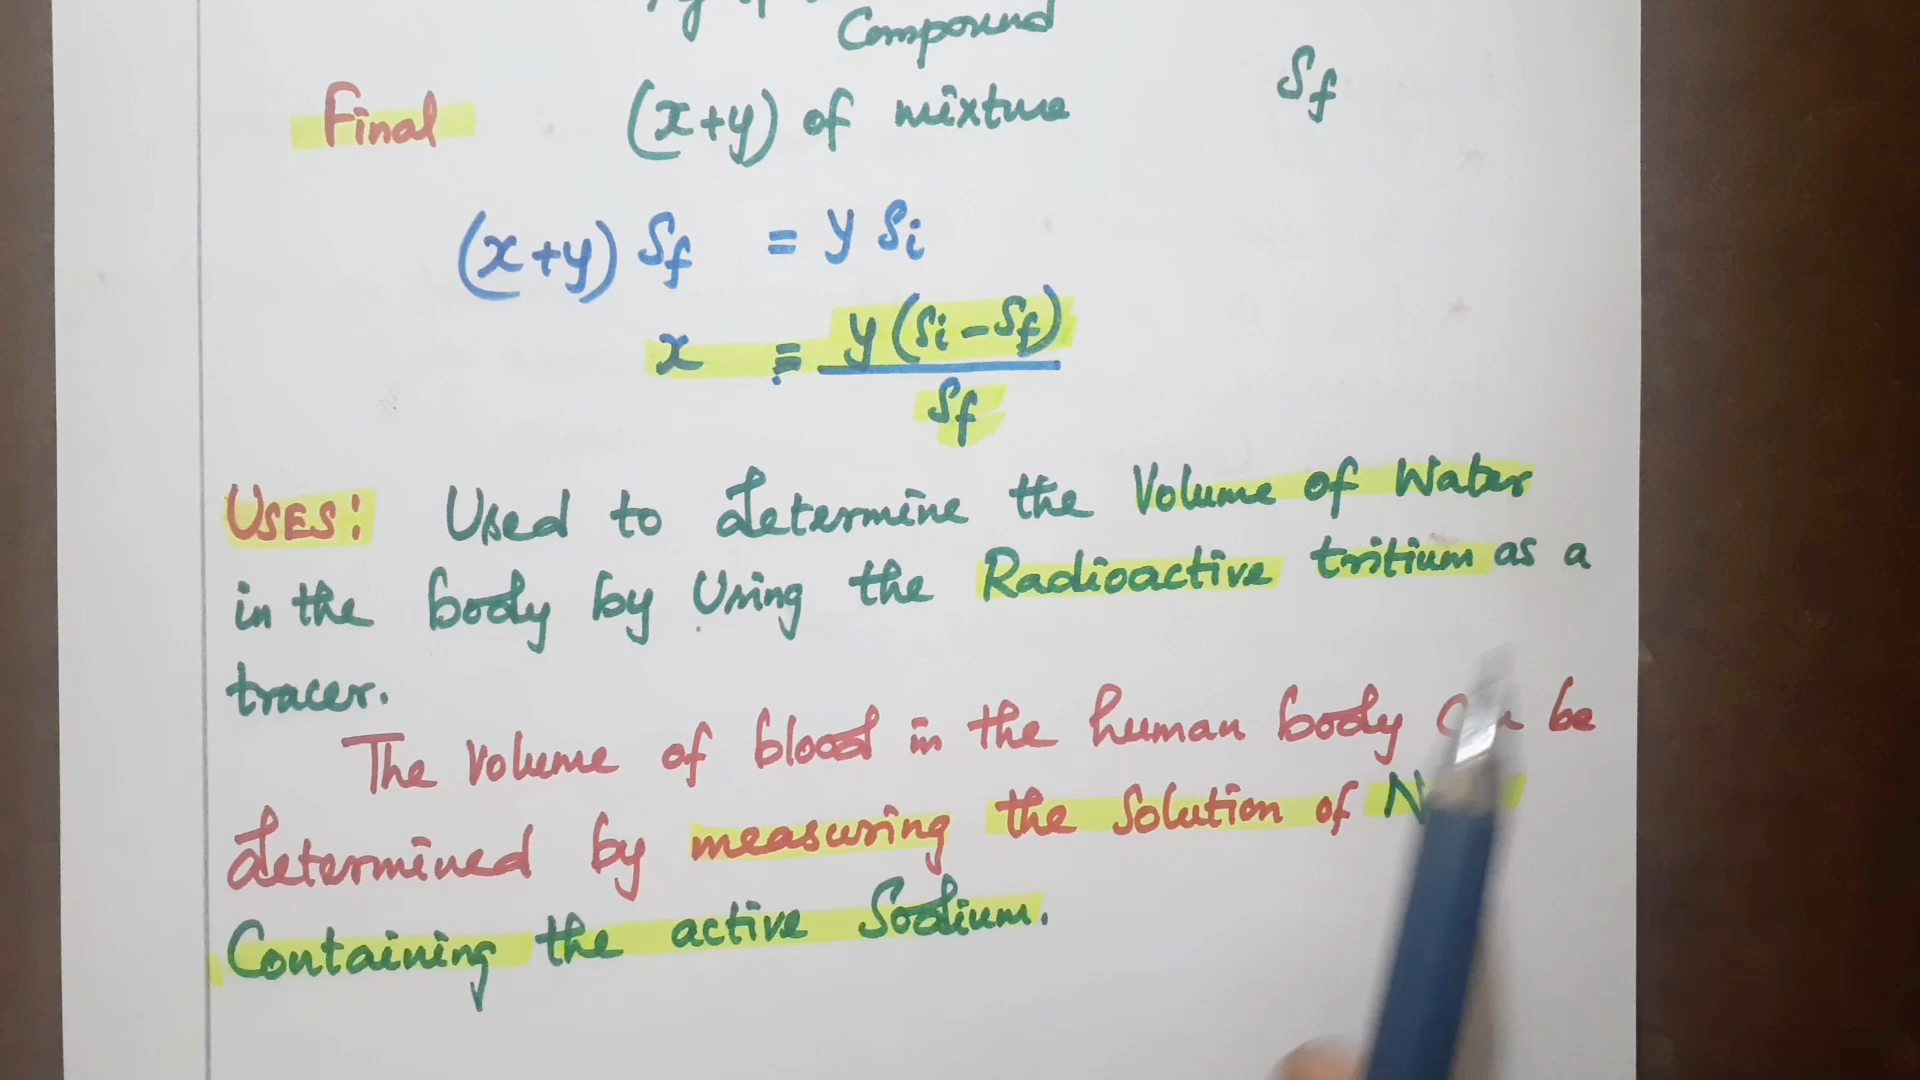 Compound
Final (x+y) of mixture Sf
(x+y) Sf = y Si
x = y(Si-Sf)
Sf
USES: Used to determine the Volume of Water
in the body by Using the Radioactive tritium as a
tracer.
The volume of blood in the human body be
determined by measuring the Solution of
Containing the active Sodium.